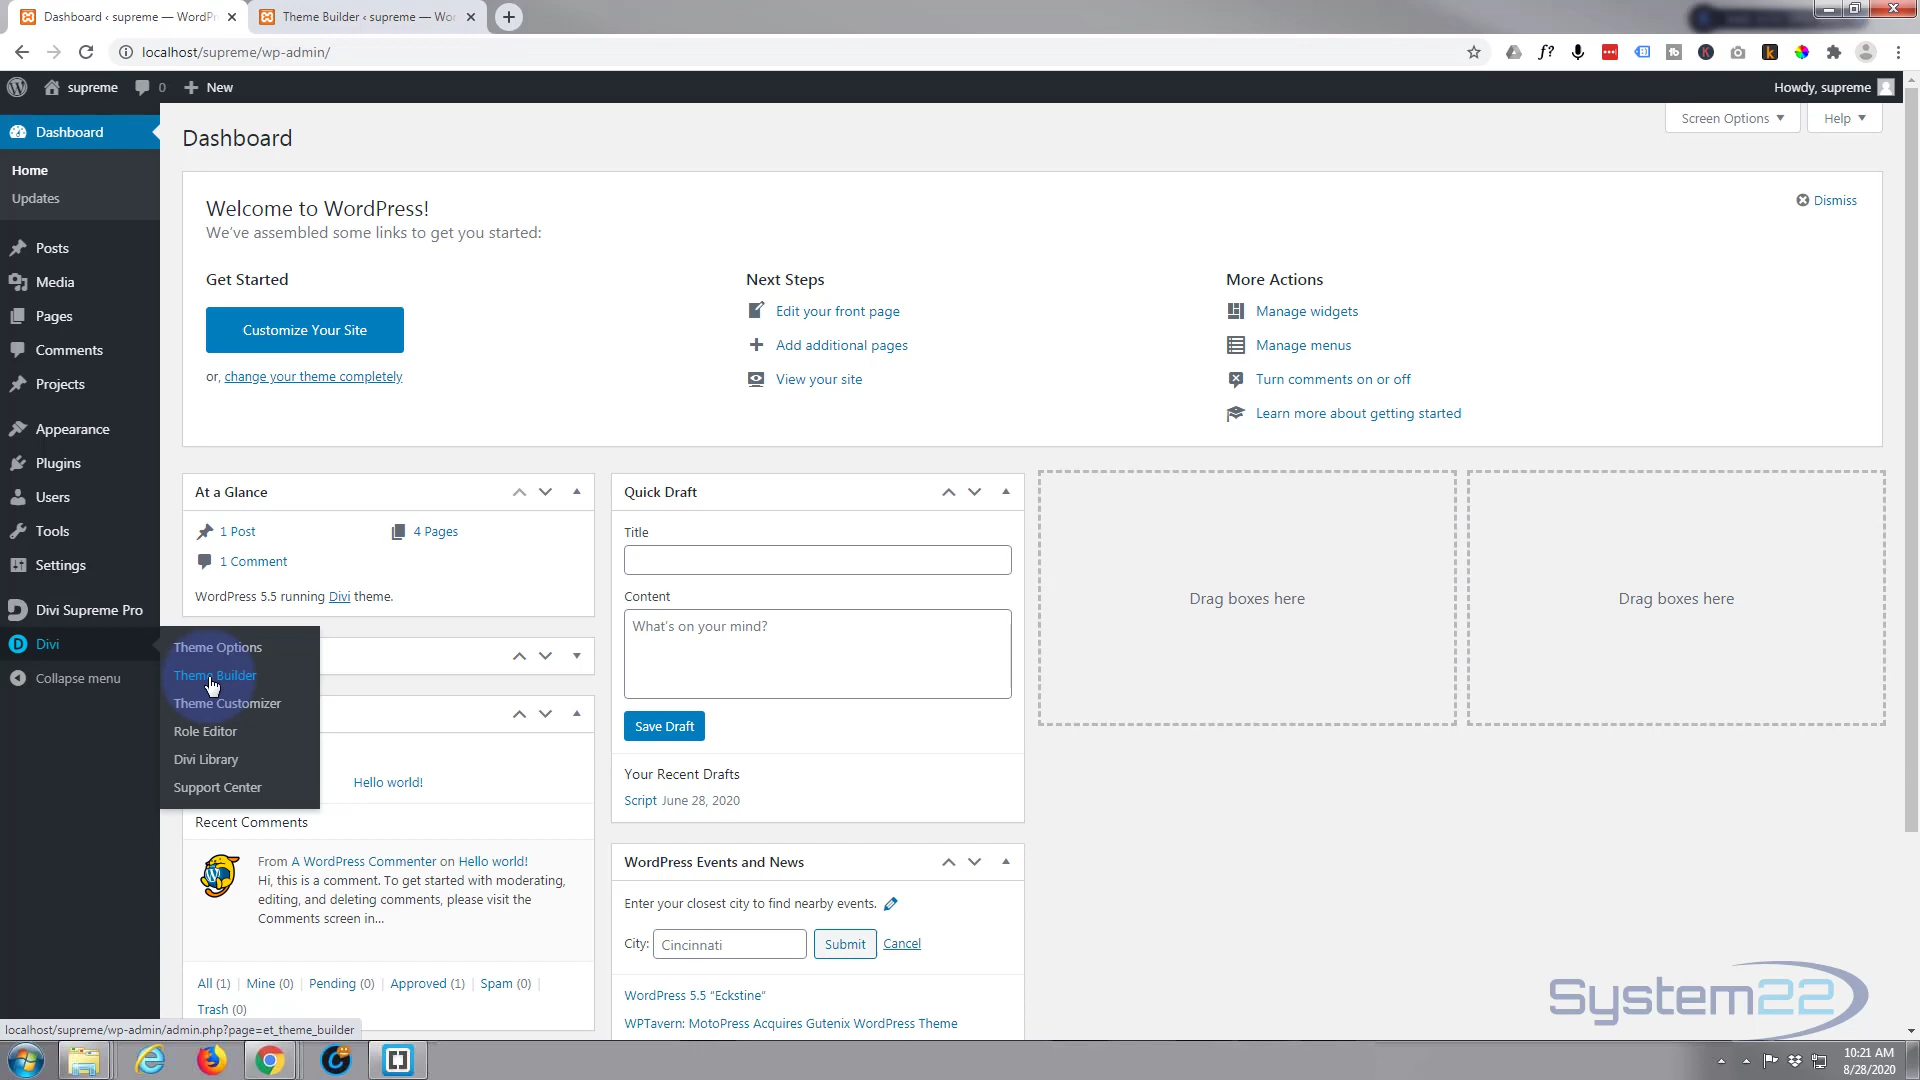 Dashboard ‹ supreme — WordPr
Theme Builder ‹ supreme — Wo
localhost/supreme/wp-admin/
supreme
0
New
Howdy, supreme
Dashboard
Home
Updates
Posts
Media
Pages
Comments
Projects
Appearance
Plugins
Users
Tools
Settings
Divi Supreme Pro
Divi
Collapse menu
Theme Options
Theme Builder
Theme Customizer
Role Editor
Divi Library
Support Center
Dashboard
Screen Options
Help
Welcome to WordPress!
We've assembled some links to get you started:
Dismiss
Get Started
Customize Your Site
or, change your theme completely
Next Steps
Edit your front page
Add additional pages
View your site
More Actions
Manage widgets
Manage menus
Turn comments on or off
Learn more about getting started
At a Glance
1 Post
4 Pages
1 Comment
WordPress 5.5 running Divi theme.
Hello world!
Recent Comments
From A WordPress Commenter on Hello world!
Hi, this is a comment. To get started with moderating,
editing, and deleting comments, please visit the
Comments screen in...
All (1) | Mine (0) | Pending (0) | Approved (1) | Spam (0) |
Trash (0)
Quick Draft
Title
Content
What's on your mind?
Save Draft
Your Recent Drafts
Script June 28, 2020
WordPress Events and News
Enter your closest city to find nearby events.
City: Cincinnati Submit Cancel
WordPress 5.5 "Eckstine"
WPTavern: MotoPress Acquires Gutenix WordPress Theme
Drag boxes here
Drag boxes here
System22
localhost/supreme/wp-admin/admin.php?page=et_theme_builder
10:21 AM
8/28/2020